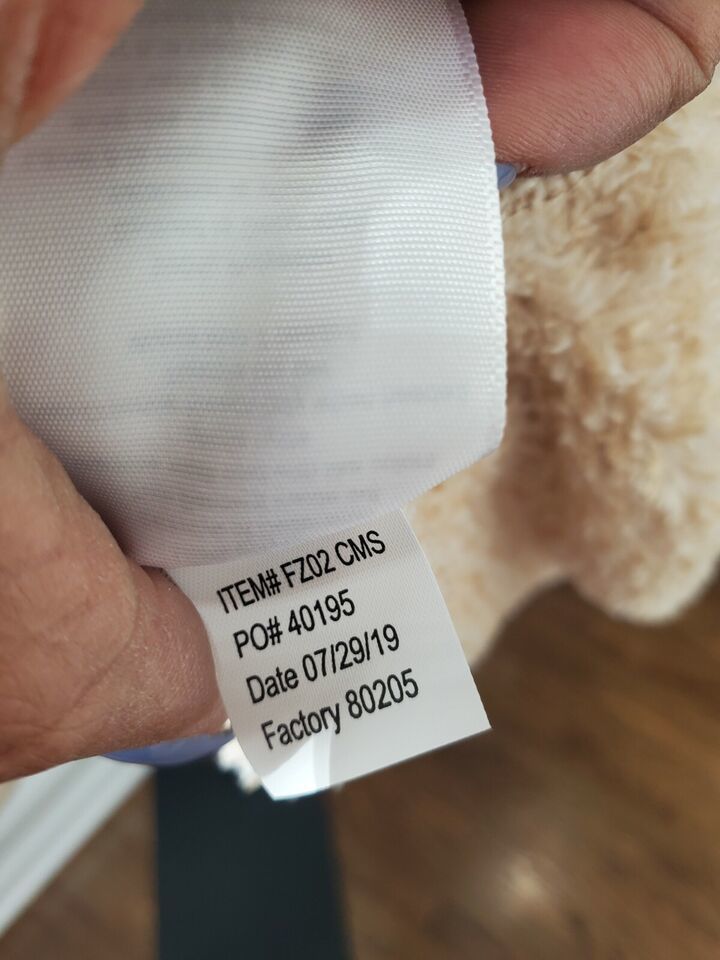 ITEM# FZ02 CMS
PO# 40195
Date 07/29/19
Factory 80205